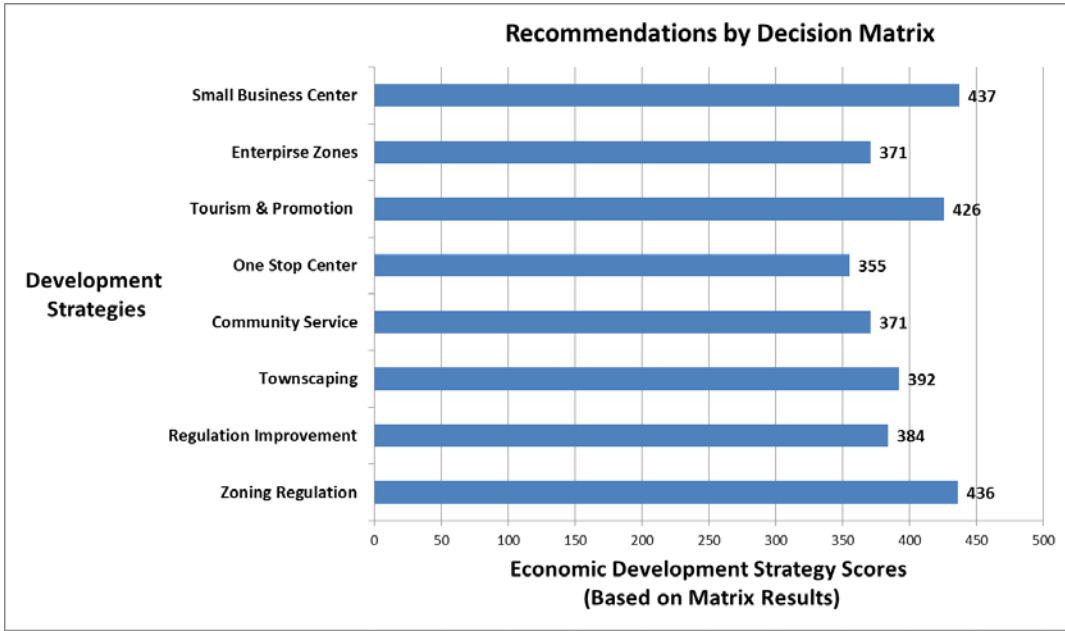 Recommendations by Decision Matrix
Small Business Center
437
Enterpirse Zones
371
Tourism & Promotion
426
One Stop Center
355
Development
Strategies
Community Service
371
Townscaping
392
Regulation Improvement
384
Zoning Regulation
436
0 50 100 150 200 250 300 350 400 450 500
Economic Development Strategy Scores
(Based on Matrix Results)